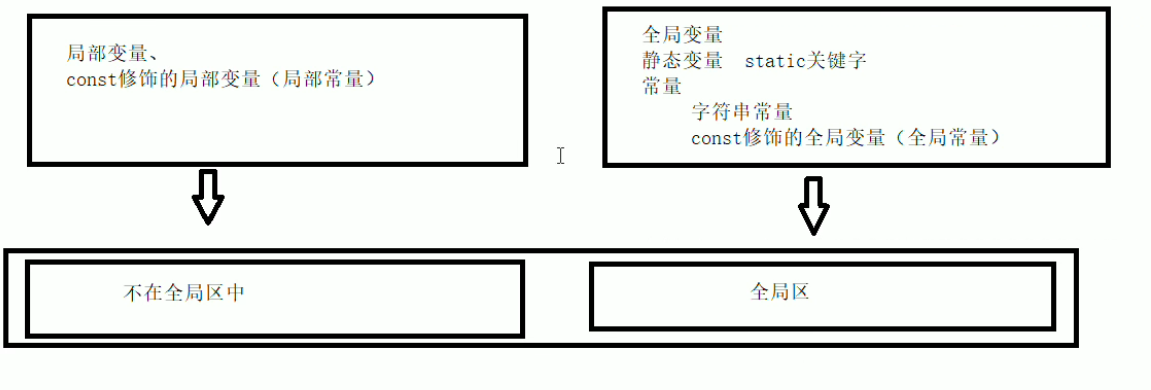 局部变量、
const修饰的局部变量（局部常量）
全局变量
静态变量 static关键字
常量
字符串常量
const修饰的全局变量（全局常量）
不在全局区中
全局区